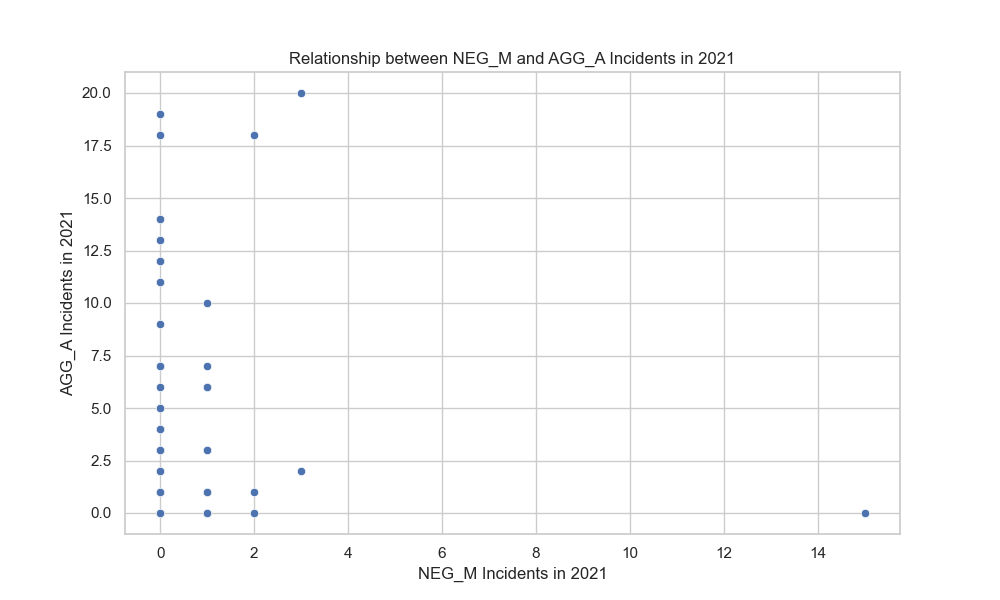 Relationship between NEG_M and AGG_A Incidents in 2021
20.0
17.5
15.0
12.5
10.0
7.5
5.0
2.5
0.0
AGG_A Incidents in 2021
0 2 4 6 8 10 12 14
NEG_M Incidents in 2021